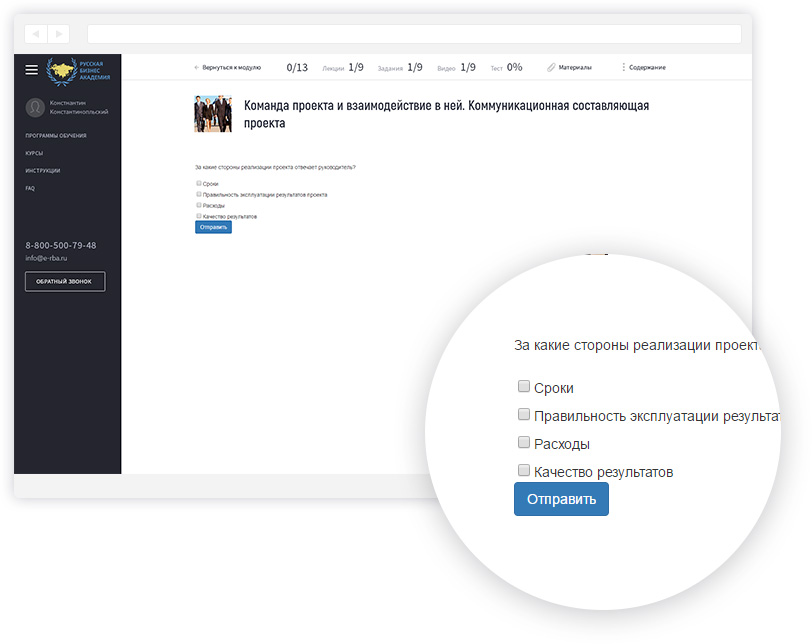 РУССКАЯ
БИЗНЕС
АКАДЕМИЯ
Вернуться к модулю 0/13 Лекции 1/9 Задания 1/9 Видео 1/9 Тест 0% Материалы Содержание
Константин
Константинопльский
ПРОГРАММЫ ОБУЧЕНИЯ
КУРСЫ
ИНСТРУКЦИИ
FAQ
8-800-500-79-48
info@e-rba.ru
ОБРАТНЫЙ ЗВОНОК
Команда проекта и взаимодействие в ней. Коммуникационная составляющая
проекта
За какие стороны реализации проекта отвечает руководитель?
Сроки
Правильность эксплуатации результатов проекта
Расходы
Качество результатов
Отправить
За какие стороны реализации проект
Сроки
Правильность эксплуатации результат
Расходы
Качество результатов
Отправить